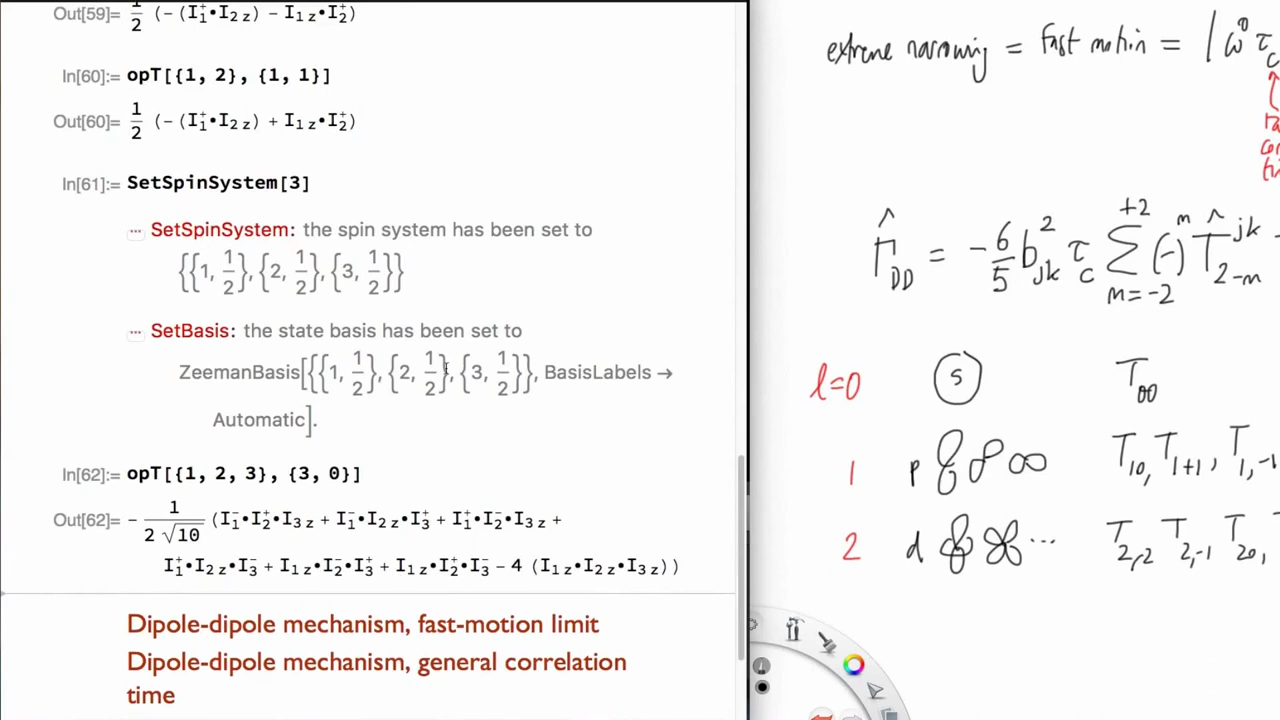 Out[59]= 1/2 (-(I₁⁺•I₂z) - I₁z•I₂⁺)
In[60]:= opT[{1, 2}, {1, 1}]
Out[60]= 1/2 (-(I₁⁺•I₂z) + I₁z•I₂⁺)
In[61]:= SetSpinSystem[3]
... SetSpinSystem: the spin system has been set to
{{1, 1/2}, {2, 1/2}, {3, 1/2}}
... SetBasis: the state basis has been set to
ZeemanBasis[{{1, 1/2}, {2, 1/2}, {3, 1/2}}, BasisLabels →
Automatic].
In[62]:= opT[{1, 2, 3}, {3, 0}]
Out[62]= - 1/(2 √10) (I₁⁻•I₂⁺•I₃z + I₁⁻•I₂z•I₃⁺ + I₁⁺•I₂⁻•I₃z +
I₁⁺•I₂z•I₃⁻ + I₁z•I₂⁻•I₃⁺ + I₁z•I₂⁺•I₃⁻ - 4 (I₁z•I₂z•I₃z))
Dipole-dipole mechanism, fast-motion limit
Dipole-dipole mechanism, general correlation
time
extreme narrowing = fast motion = |ω⁰ τc
Γ̂_DD = -6/5 b²_jk τc ∑_{m=-2}^{+2} (-)^m T̂^jk_2-m
l=0 s T₀₀
1 p T₁₀, T₁₊₁, T₁,₋₁
2 d ... T₂,₂ T₂,₋₁ T₂₀,